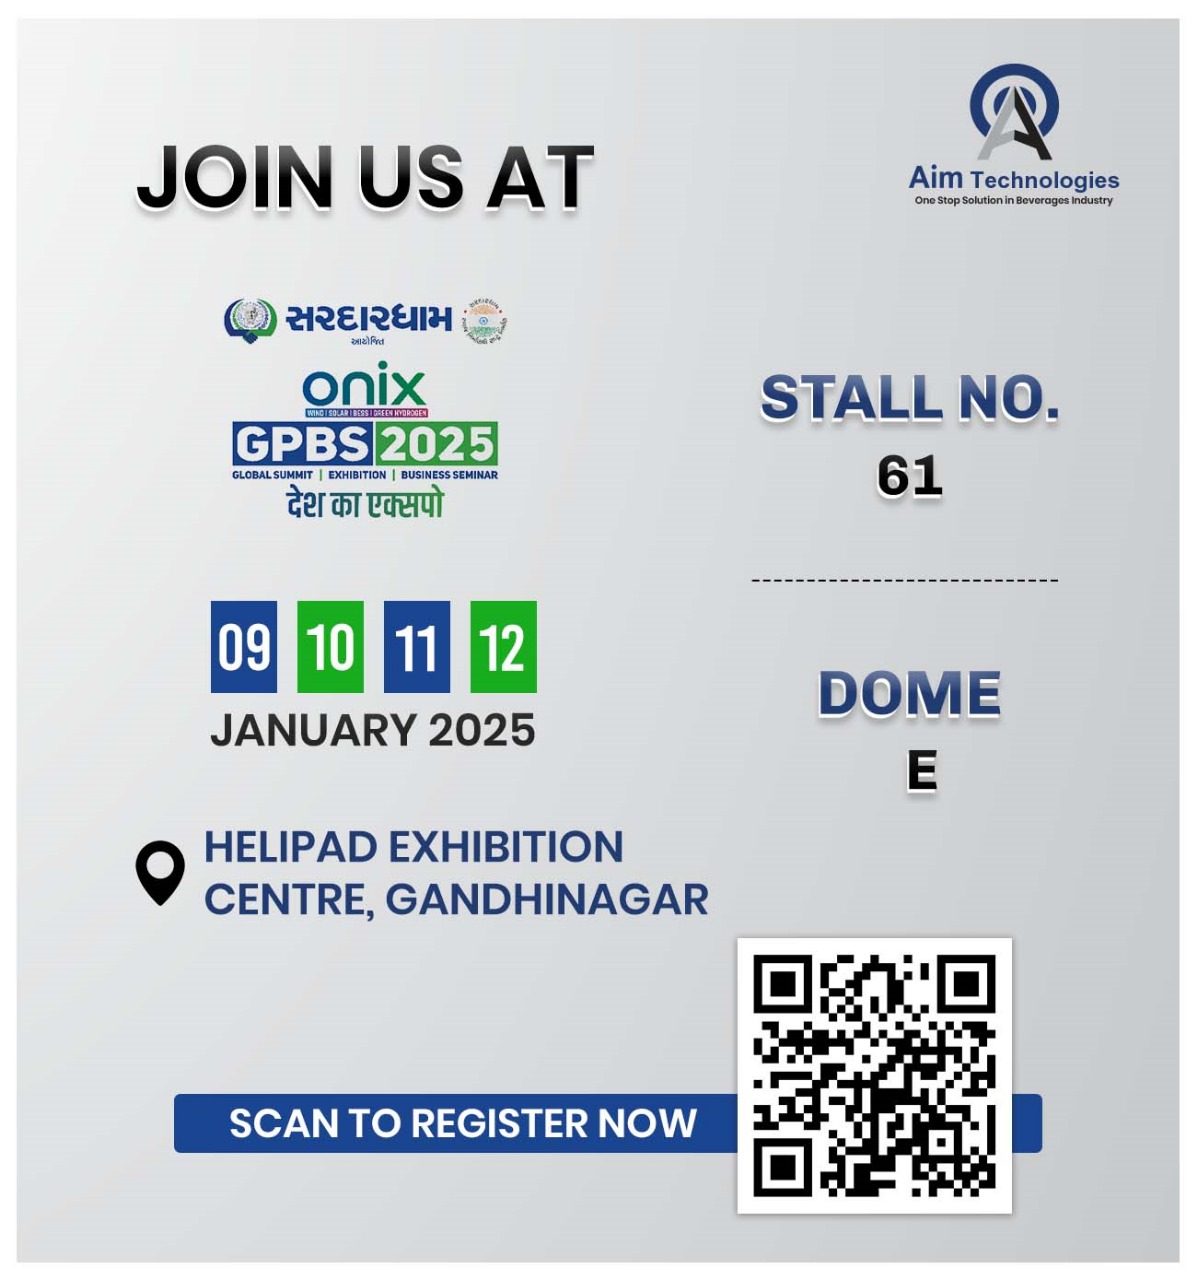 JOIN US AT
Aim Technologies
One Stop Solution in Beverages Industry
સરદારધામ
આયોજિત
onix
WIND | SOLAR | BESS | GREEN HYDROGEN
GPBS 2025
GLOBAL SUMMIT | EXHIBITION | BUSINESS SEMINAR
देश का एक्सपो
STALL NO.
61
09 10 11 12
JANUARY 2025
DOME
E
HELIPAD EXHIBITION
CENTRE, GANDHINAGAR
SCAN TO REGISTER NOW